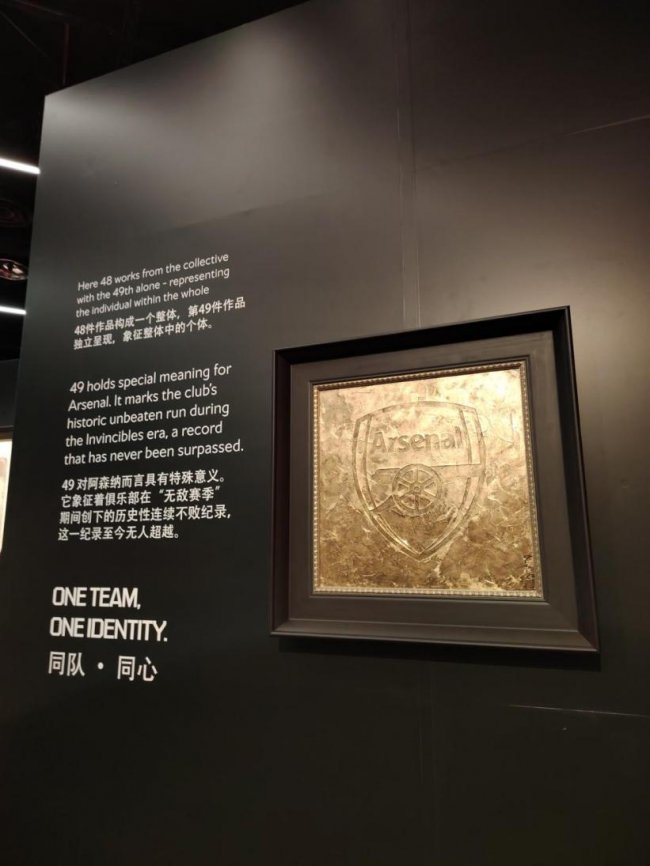 Here 48 works from the collective
with the 49th alone - representing
the individual within the whole
48件作品构成一个整体，第49件作品
独立呈现，象征整体中的个体。
49 holds special meaning for
Arsenal. It marks the club's
historic unbeaten run during
the Invincibles era, a record
that has never been surpassed.
49 对阿森纳而言具有特殊意义。
它象征着俱乐部在“无敌赛季”
期间创下的历史性连续不败纪录，
这一纪录至今无人超越。
ONE TEAM,
ONE IDENTITY.
同队 · 同心
Arsenal